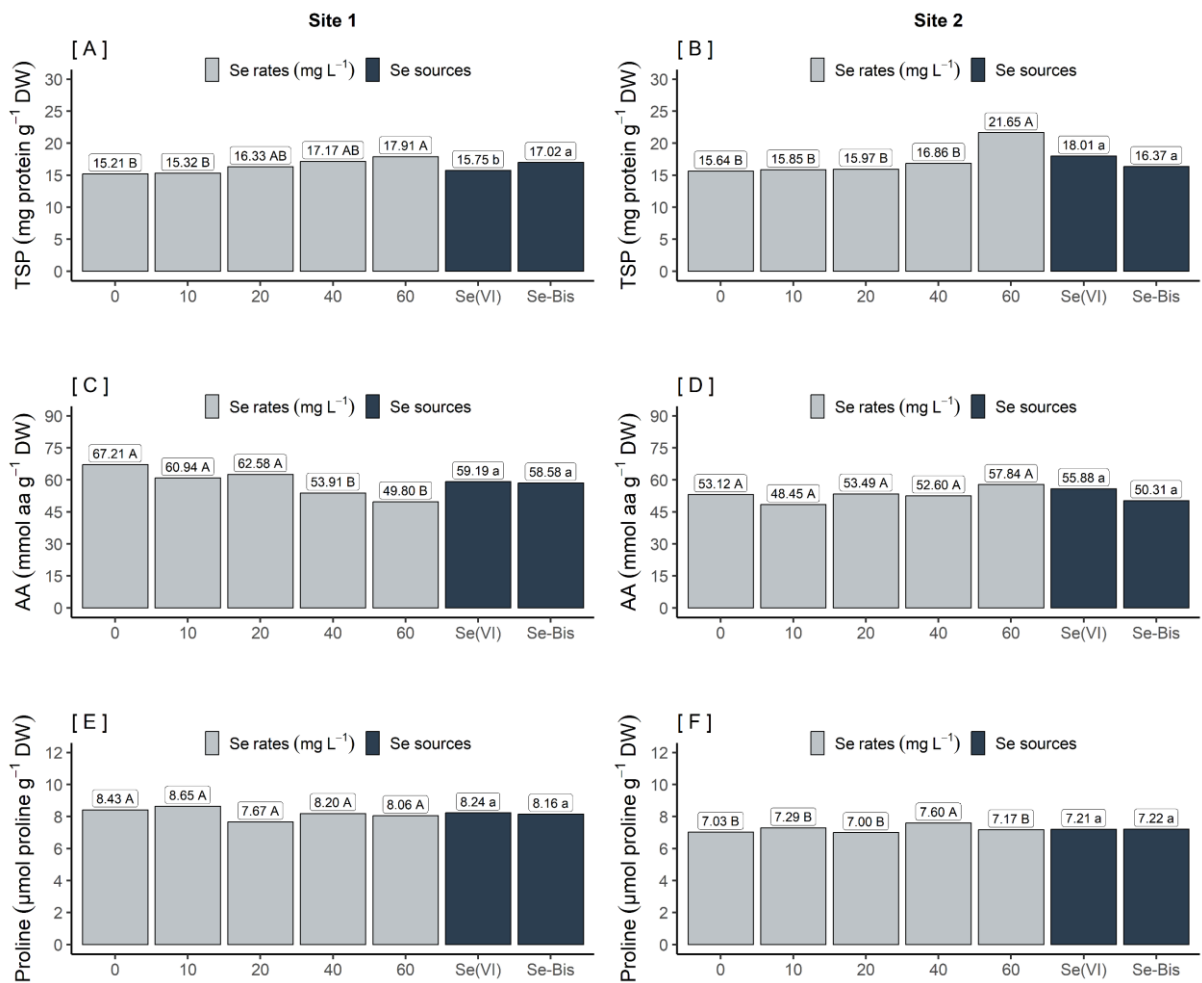 Site 1
Site 2
[ A ]
Se rates (mg L⁻¹) Se sources
TSP (mg protein g⁻¹ DW)
30
25
20
15
10
5
0
15.21 B
15.32 B
16.33 AB
17.17 AB
17.91 A
15.75 b
17.02 a
0 10 20 40 60 Se(VI) Se-Bis
[ B ]
Se rates (mg L⁻¹) Se sources
TSP (mg protein g⁻¹ DW)
30
25
20
15
10
5
0
15.64 B
15.85 B
15.97 B
16.86 B
21.65 A
18.01 a
16.37 a
0 10 20 40 60 Se(VI) Se-Bis
[ C ]
Se rates (mg L⁻¹) Se sources
AA (mmol aa g⁻¹ DW)
90
75
60
45
30
15
0
67.21 A
60.94 A
62.58 A
53.91 B
49.80 B
59.19 a
58.58 a
0 10 20 40 60 Se(VI) Se-Bis
[ D ]
Se rates (mg L⁻¹) Se sources
AA (mmol aa g⁻¹ DW)
90
75
60
45
30
15
0
53.12 A
48.45 A
53.49 A
52.60 A
57.84 A
55.88 a
50.31 a
0 10 20 40 60 Se(VI) Se-Bis
[ E ]
Se rates (mg L⁻¹) Se sources
Proline (µmol proline g⁻¹ DW)
12
10
8
6
4
2
0
8.43 A
8.65 A
7.67 A
8.20 A
8.06 A
8.24 a
8.16 a
0 10 20 40 60 Se(VI) Se-Bis
[ F ]
Se rates (mg L⁻¹) Se sources
Proline (µmol proline g⁻¹ DW)
12
10
8
6
4
2
0
7.03 B
7.29 B
7.00 B
7.60 A
7.17 B
7.21 a
7.22 a
0 10 20 40 60 Se(VI) Se-Bis